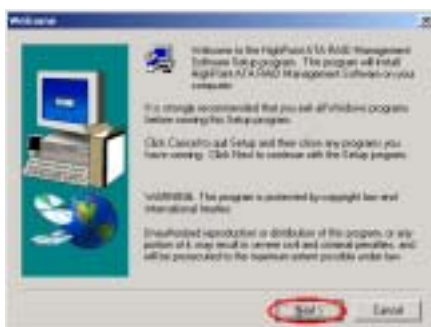 Welcome
Welcome to the HighPoint ATA RAID Management
Software Setup program. This program will install
HighPoint ATA RAID Management Software on your
computer.
It is strongly recommended that you exit all Windows programs
before running this Setup program.
Click Cancel to quit Setup and then close any programs you
have running. Click Next to continue with the Setup program.
WARNING: This program is protected by copyright law and
international treaties.
Unauthorized reproduction or distribution of this program, or any
portion of it, may result in severe civil and criminal penalties, and
will be prosecuted to the maximum extent possible under law.
Next >
Cancel